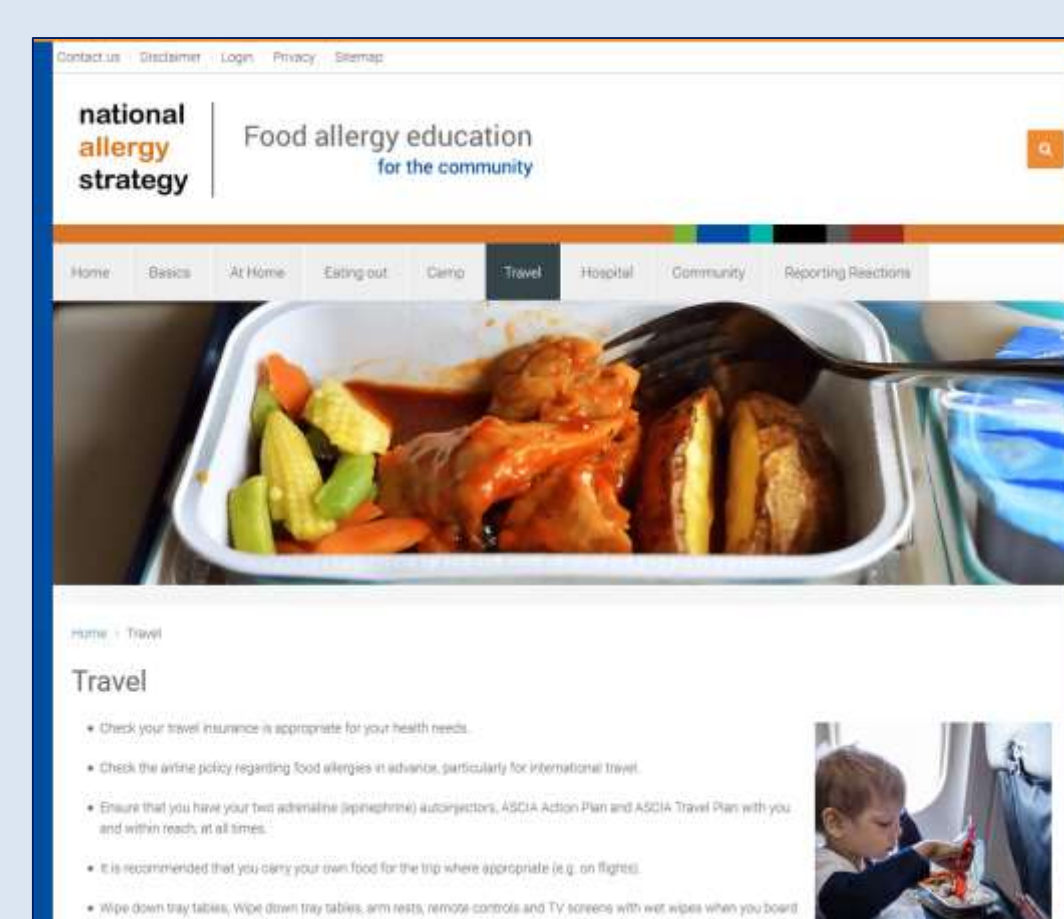 Contact us Disclaimer Login Privacy Sitemap
national
allergy
strategy
Food allergy education
for the community
Home Basics At Home Eating out Camp Travel Hospital Community Reporting Reactions
Home Travel
Travel
• Check your travel insurance is appropriate for your health needs.
• Check the airline policy regarding food allergies in advance, particularly for international travel.
• Ensure that you have your two adrenaline (epinephrine) autoinjectors, ASCIA Action Plan and ASCIA Travel Plan with you
and within reach, at all times.
• It is recommended that you carry your own food for the trip where appropriate (e.g. on flights).
• Wipe down tray tables, Wipe down tray tables, arm rests, remote controls and TV screens with wet wipes when you board